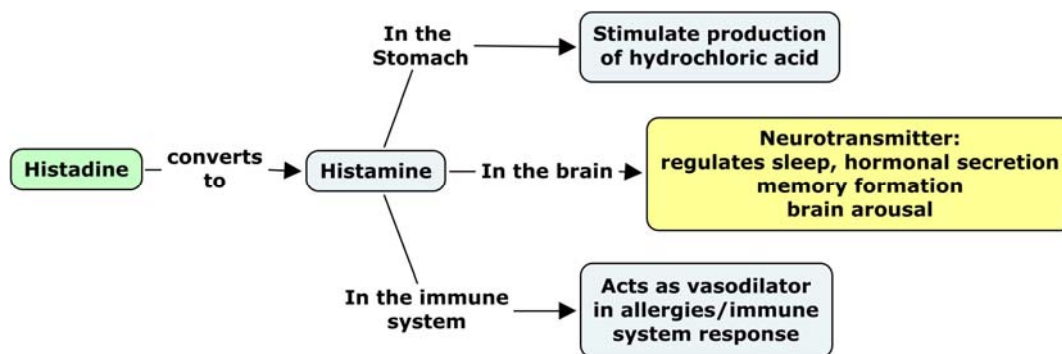 Histadine
converts
to
Histamine
In the
Stomach
Stimulate production
of hydrochloric acid
In the brain
Neurotransmitter:
regulates sleep, hormonal secretion
memory formation
brain arousal
In the immune
system
Acts as vasodilator
in allergies/immune
system response